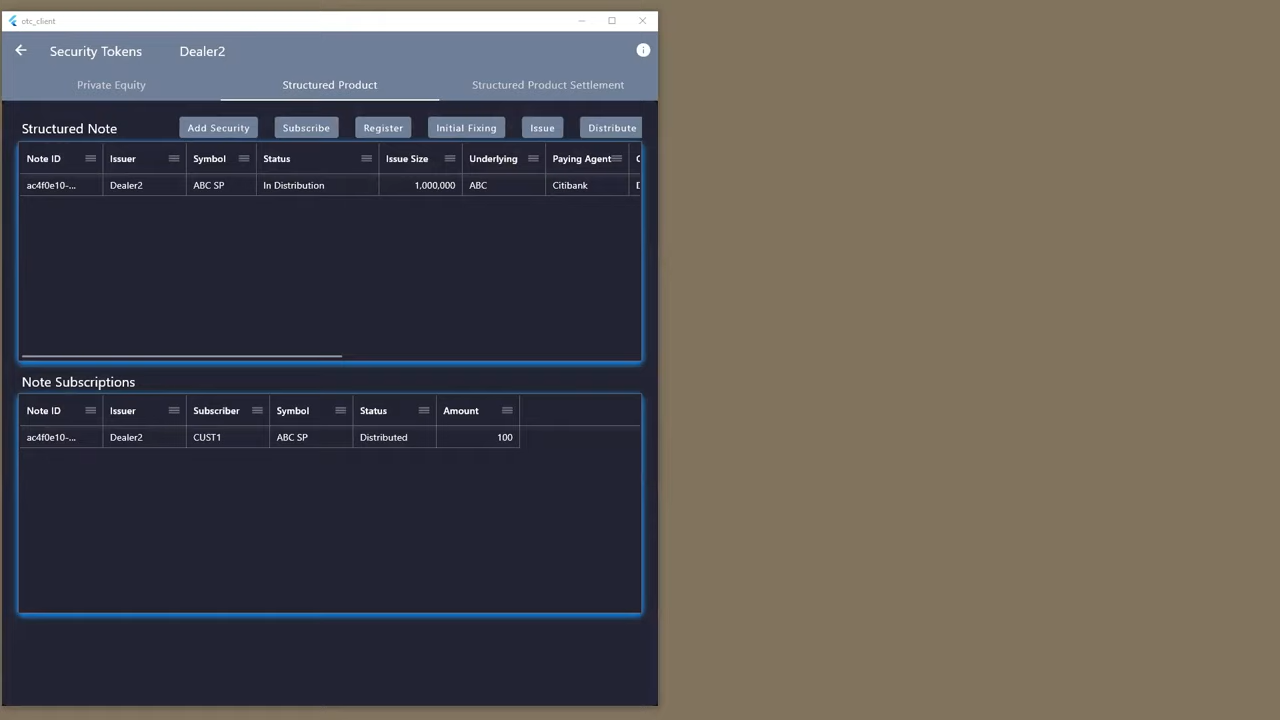 otc_client
Security Tokens Dealer2
Private Equity Structured Product Structured Product Settlement
Structured Note Add Security Subscribe Register Initial Fixing Issue Distribute
Note ID Issuer Symbol Status Issue Size Underlying Paying Agent
ac4f0e10-... Dealer2 ABC SP In Distribution 1,000,000 ABC Citibank
Note Subscriptions
Note ID Issuer Subscriber Symbol Status Amount
ac4f0e10-... Dealer2 CUST1 ABC SP Distributed 100